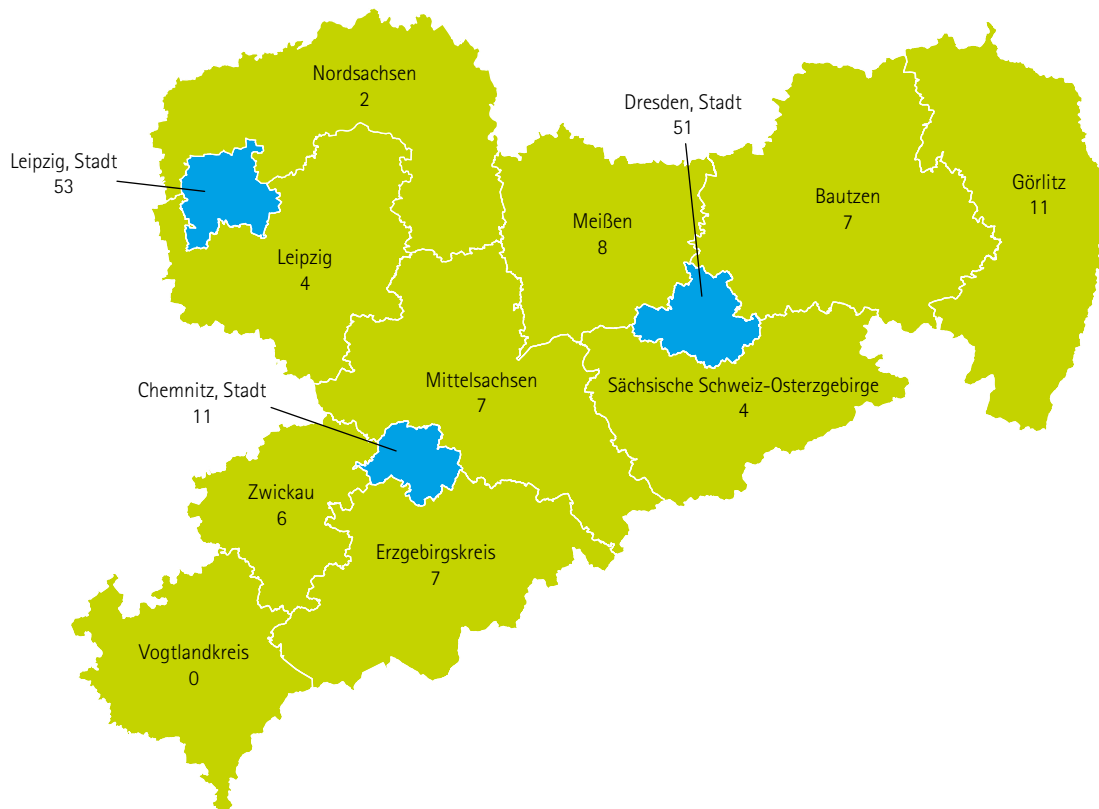 Nordsachsen
2
Dresden, Stadt
51
Leipzig, Stadt
53
Görlitz
11
Bautzen
7
Meißen
8
Leipzig
4
Mittelsachsen
7
Sächsische Schweiz-Osterzgebirge
4
Chemnitz, Stadt
11
Zwickau
6
Erzgebirgskreis
7
Vogtlandkreis
0